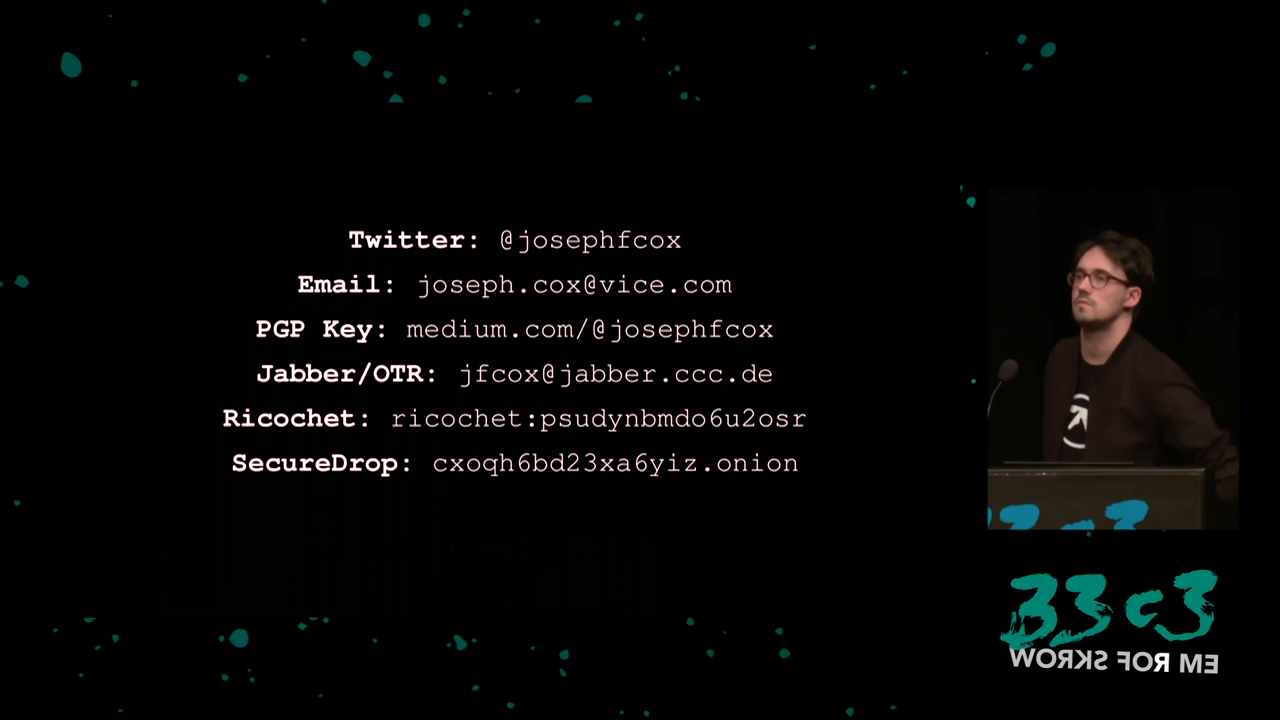 Twitter: @josephfcox
Email: joseph.cox@vice.com
PGP Key: medium.com/@josephfcox
Jabber/OTR: jfcox@jabber.ccc.de
Ricochet: ricochet:psudynbmdo6u2osr
SecureDrop: cxoqh6bd23xa6yiz.onion
33c3
WORKS FOR ME